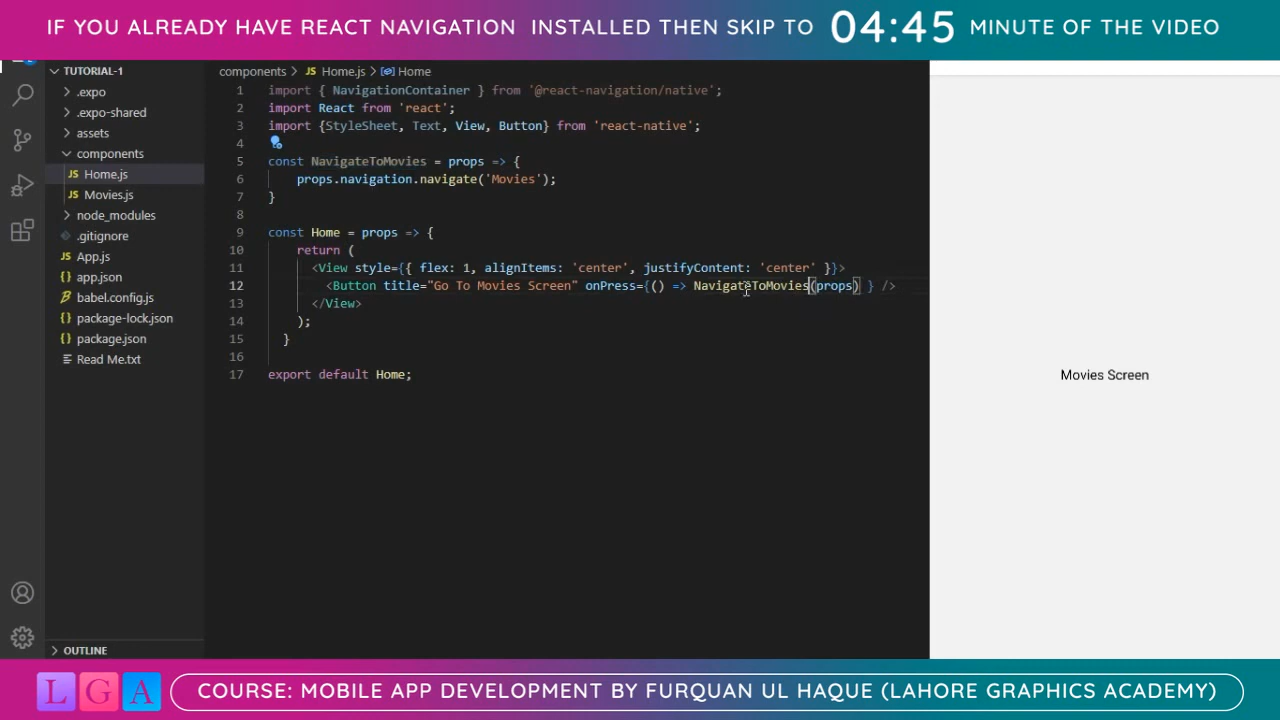 IF YOU ALREADY HAVE REACT NAVIGATION INSTALLED THEN SKIP TO 04:45 MINUTE OF THE VIDEO
TUTORIAL-1
.expo
.expo-shared
assets
components
JS Home.js
JS Movies.js
node_modules
.gitignore
JS App.js
{} app.json
babel.config.js
{} package-lock.json
{} package.json
Read Me.txt
OUTLINE
components > JS Home.js > Home
1 import { NavigationContainer } from '@react-navigation/native';
2 import React from 'react';
3 import {StyleSheet, Text, View, Button} from 'react-native';
4
5 const NavigateToMovies = props => {
6 props.navigation.navigate('Movies');
7 }
8
9 const Home = props => {
10 return (
11 <View style={{ flex: 1, alignItems: 'center', justifyContent: 'center' }}>
12 <Button title="Go To Movies Screen" onPress={() => NavigateToMovies(props) } />
13 </View>
14 );
15 }
16
17 export default Home;
Movies Screen
LGA
COURSE: MOBILE APP DEVELOPMENT BY FURQUAN UL HAQUE (LAHORE GRAPHICS ACADEMY)